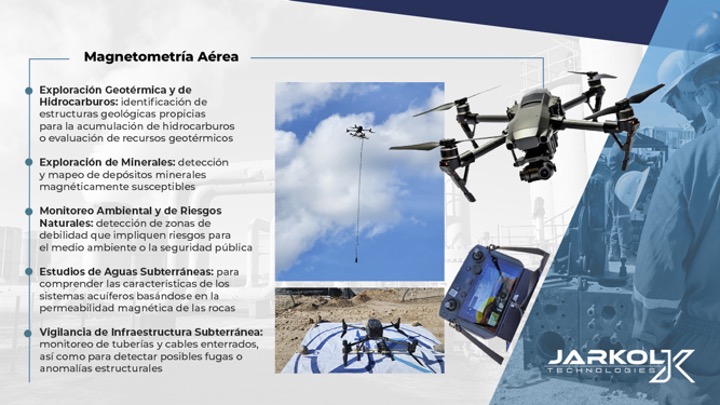 Magnetometría Aérea
Exploración Geotérmica y de
Hidrocarburos: identificación de
estructuras geológicas propicias
para la acumulación de hidrocarburos
o evaluación de recursos geotérmicos
Exploración de Minerales: detección
y mapeo de depósitos minerales
magnéticamente susceptibles
Monitoreo Ambiental y de Riesgos
Naturales: detección de zonas de
debilidad que impliquen riesgos para
el medio ambiente o la seguridad pública
Estudios de Aguas Subterráneas: para
comprender las características de los
sistemas acuíferos basándose en la
permeabilidad magnética de las rocas
Vigilancia de Infraestructura Subterránea:
monitoreo de tuberías y cables enterrados,
así como para detectar posibles fugas o
anomalías estructurales
JARKOL
TECHNOLOGIES